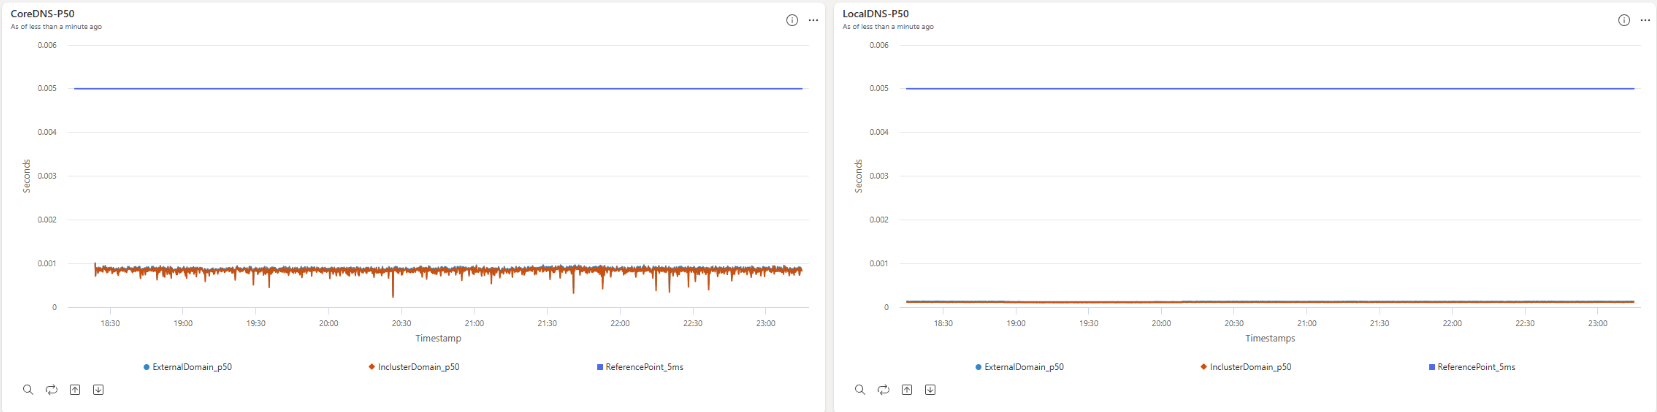 CoreDNS-P50
As of less than a minute ago
0.006
0.005
0.004
0.003
0.002
0.001
0
Seconds
18:30 19:00 19:30 20:00 20:30 21:00 21:30 22:00 22:30 23:00
Timestamp
ExternalDomain_p50 InclusterDomain_p50 ReferencePoint_5ms
LocalDNS-P50
As of less than a minute ago
0.006
0.005
0.004
0.003
0.002
0.001
0
Seconds
18:30 19:00 19:30 20:00 20:30 21:00 21:30 22:00 22:30 23:00
Timestamps
ExternalDomain_p50 InclusterDomain_p50 ReferencePoint_5ms